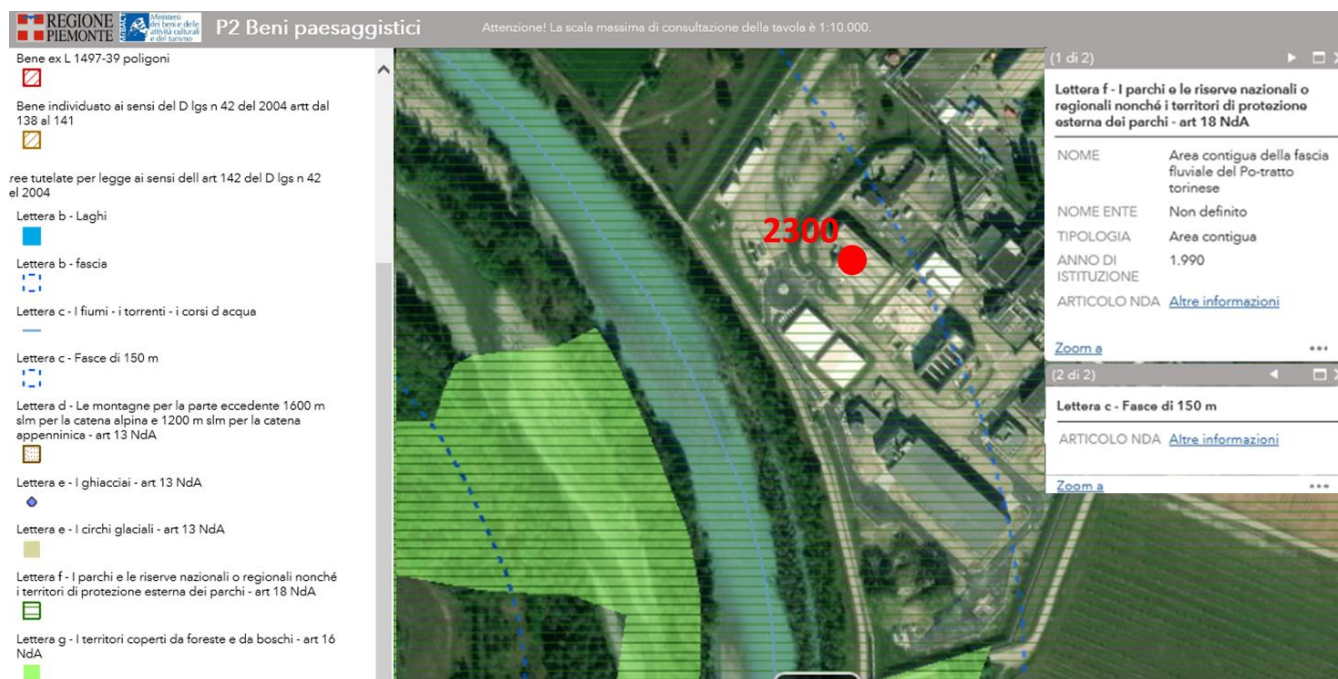 REGIONE
PIEMONTE
MiBACT
Ministero
dei beni e delle
attività culturali
e del turismo
P2 Beni paesaggistici
Attenzione! La scala massima di consultazione della tavola è 1:10.000.
Bene ex L 1497-39 poligoni
Bene individuato ai sensi del D lgs n 42 del 2004 artt dal
138 al 141
ree tutelate per legge ai sensi dell art 142 del D lgs n 42
el 2004
Lettera b - Laghi
Lettera b - fascia
Lettera c - I fiumi - i torrenti - i corsi d acqua
Lettera c - Fasce di 150 m
Lettera d - Le montagne per la parte eccedente 1600 m
slm per la catena alpina e 1200 m slm per la catena
appenninica - art 13 NdA
Lettera e - I ghiacciai - art 13 NdA
Lettera e - I circhi glaciali - art 13 NdA
Lettera f - I parchi e le riserve nazionali o regionali nonché
i territori di protezione esterna dei parchi - art 18 NdA
Lettera g - I territori coperti da foreste e da boschi - art 16
NdA
2300
(1 di 2)
Lettera f - I parchi e le riserve nazionali o
regionali nonché i territori di protezione
esterna dei parchi - art 18 NdA
NOME Area contigua della fascia
fluviale del Po-tratto
torinese
NOME ENTE Non definito
TIPOLOGIA Area contigua
ANNO DI 1.990
ISTITUZIONE
ARTICOLO NDA Altre informazioni
Zoom a
(2 di 2)
Lettera c - Fasce di 150 m
ARTICOLO NDA Altre informazioni
Zoom a